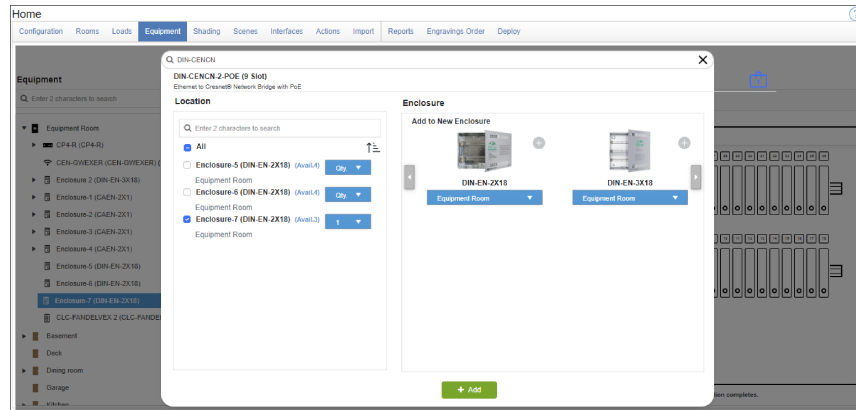 Home
Configuration Rooms Loads Equipment Shading Scenes Interfaces Actions Import Reports Engravings Order Deploy
DIN-CENCN
DIN-CENCN-2-POE (9 Slot)
Ethernet to Cresnet® Network Bridge with PoE
Equipment
Enter 2 characters to search
Equipment Room
CP4-R (CP4-R)
CEN-GWEXER (CEN-GWEXER) (
Enclosure 2 (DIN-EN-3X18)
Enclosure-1 (CAEN-2X1)
Enclosure-2 (CAEN-2X1)
Enclosure-3 (CAEN-2X1)
Enclosure-4 (CAEN-2X1)
Enclosure-5 (DIN-EN-2X18)
Enclosure-6 (DIN-EN-2X18)
Enclosure-7 (DIN-EN-2X18)
CLC-FANDELVEX 2 (CLC-FANDE
Basement
Deck
Dining room
Garage
Kitchen
Location
Enter 2 characters to search
All
Enclosure-5 (DIN-EN-2X18) (Avail.4) Qty.
Equipment Room
Enclosure-6 (DIN-EN-2X18) (Avail.4) Qty.
Equipment Room
Enclosure-7 (DIN-EN-2X18) (Avail.3) 1
Equipment Room
Enclosure
Add to New Enclosure
DIN-EN-2X18 DIN-EN-3X18
Equipment Room Equipment Room
+ Add
tion completes.